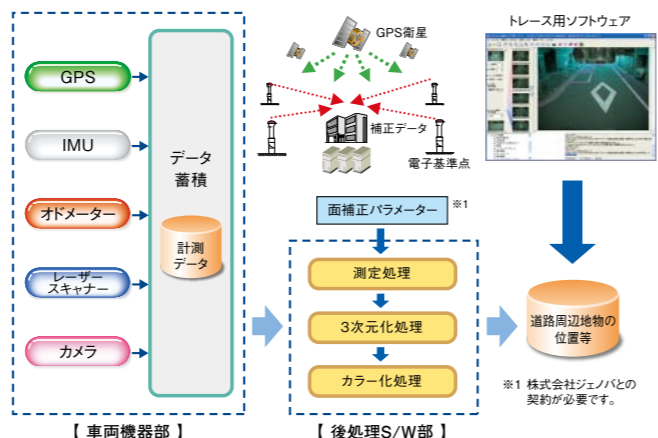 GPS
IMU
オドメーター
レーザー
スキャナー
カメラ
データ
蓄積
計測
データ
【 車両機器部 】
GPS衛星
補正データ
電子基準点
面補正パラメーター
※1
測定処理
3次元化処理
カラー化処理
【 後処理S/W部 】
トレース用ソフトウェア
道路周辺地物の
位置等
※1 株式会社ジェノバとの
契約が必要です。